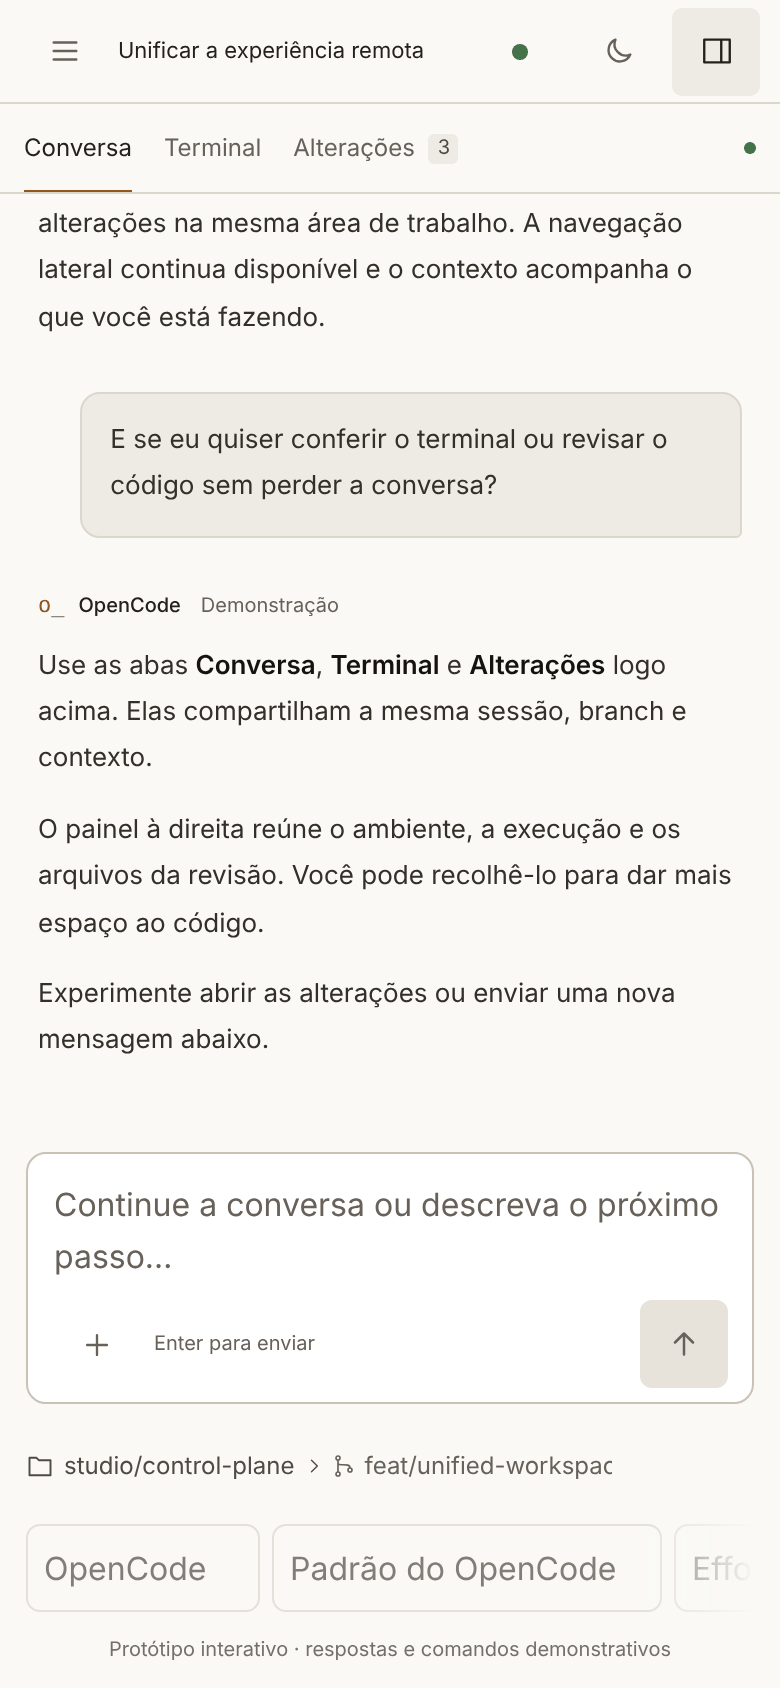 Unificar a experiência remota
Conversa Terminal Alterações 3
alterações na mesma área de trabalho. A navegação
lateral continua disponível e o contexto acompanha o
que você está fazendo.
E se eu quiser conferir o terminal ou revisar o
código sem perder a conversa?
o_ OpenCode Demonstração
Use as abas Conversa, Terminal e Alterações logo
acima. Elas compartilham a mesma sessão, branch e
contexto.
O painel à direita reúne o ambiente, a execução e os
arquivos da revisão. Você pode recolhê-lo para dar mais
espaço ao código.
Experimente abrir as alterações ou enviar uma nova
mensagem abaixo.
Continue a conversa ou descreva o próximo
passo...
Enter para enviar
studio/control-plane > feat/unified-workspac
OpenCode Padrão do OpenCode Effo
Protótipo interativo · respostas e comandos demonstrativos